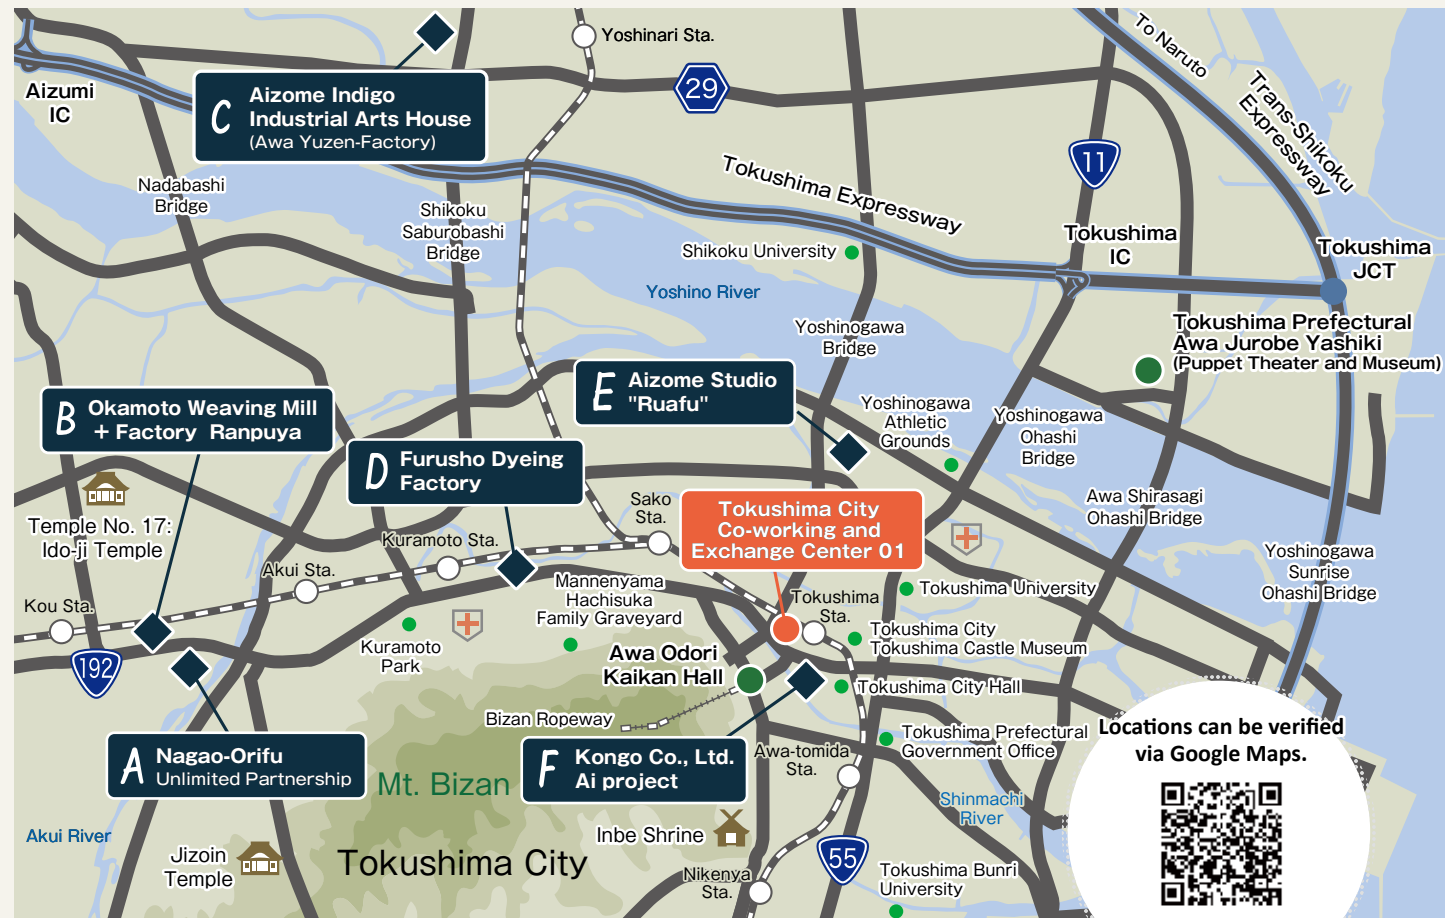 Yoshinari Sta.
To Naruto
Trans-Shikoku
Expressway
Aizumi
IC
C
Aizome Indigo
Industrial Arts House
(Awa Yuzen-Factory)
29
11
Nadabashi
Bridge
Shikoku
Saburobashi
Bridge
Tokushima Expressway
Shikoku University
Tokushima
IC
Tokushima
JCT
Yoshino River
Yoshinogawa
Bridge
Tokushima Prefectural
Awa Jurobe Yashiki
(Puppet Theater and Museum)
B
Okamoto Weaving Mill
+ Factory Ranpuya
E
Aizome Studio
"Ruafu"
Yoshinogawa
Athletic
Grounds
Yoshinogawa
Ohashi
Bridge
D
Furusho Dyeing
Factory
Awa Shirasagi
Ohashi Bridge
Temple No. 17:
Ido-ji Temple
Sako
Sta.
Tokushima City
Co-working and
Exchange Center 01
Kuramoto Sta.
Akui Sta.
Yoshinogawa
Sunrise
Ohashi Bridge
Kou Sta.
Mannenyama
Hachisuka
Family Graveyard
Tokushima
Sta.
Tokushima University
Tokushima City
Tokushima Castle Museum
192
Kuramoto
Park
Awa Odori
Kaikan Hall
Tokushima City Hall
Bizan Ropeway
Tokushima Prefectural
Government Office
Locations can be verified
via Google Maps.
A
Nagao-Orifu
Unlimited Partnership
F
Kongo Co., Ltd.
Ai project
Awa-tomida
Sta.
Mt. Bizan
Shinmachi
River
Akui River
Inbe Shrine
Jizoin
Temple
Tokushima City
55
Nikenya
Sta.
Tokushima Bunri
University